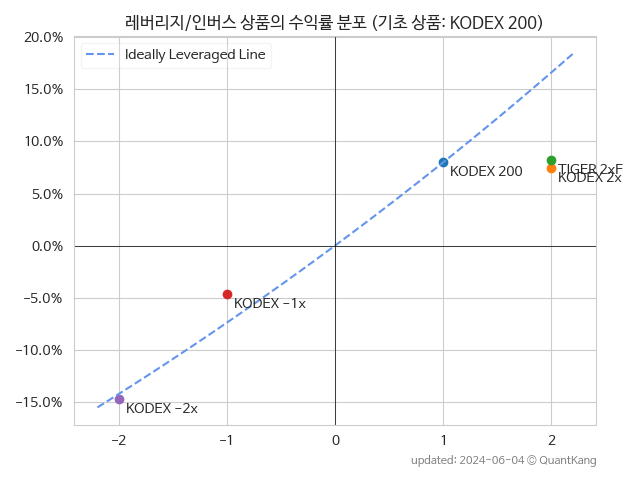 레버리지/인버스 상품의 수익률 분포 (기초 상품: KODEX 200)
20.0%
Ideally Leveraged Line
15.0%
10.0%
KODEX 200
TIGER 2xF
KODEX 2x
5.0%
0.0%
−5.0%
KODEX −1x
−10.0%
−15.0%
KODEX −2x
−2
−1
0
1
2
updated: 2024-06-04 © QuantKang